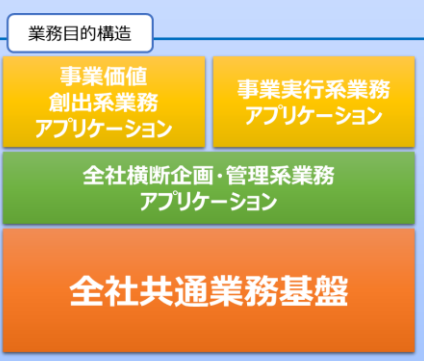 業務目的構造
事業価値
創出系業務
アプリケーション
事業実行系業務
アプリケーション
全社横断企画・管理系業務
アプリケーション
全社共通業務基盤